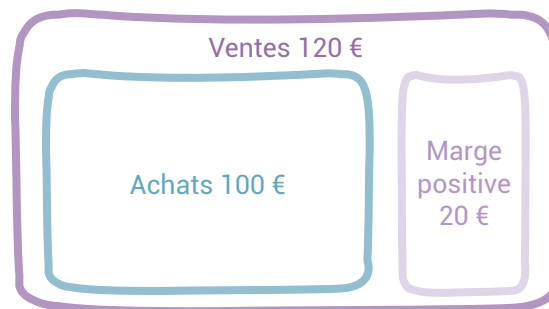 Ventes 120 €
Achats 100 €
Marge
positive
20 €